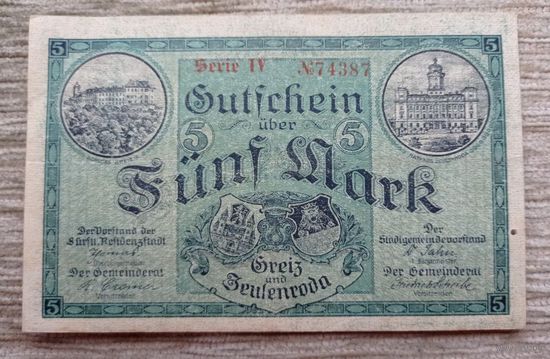 5
5
Serie IV
№74387
Gutschein
über
5
5
Fünf Mark
Der Vorstand der
Fürstl. Residenzstadt
Der Gemeinderat
Der
Stadtgemeindevorstand
Der Gemeinderat
Greiz
und
Zeulenroda
5
5